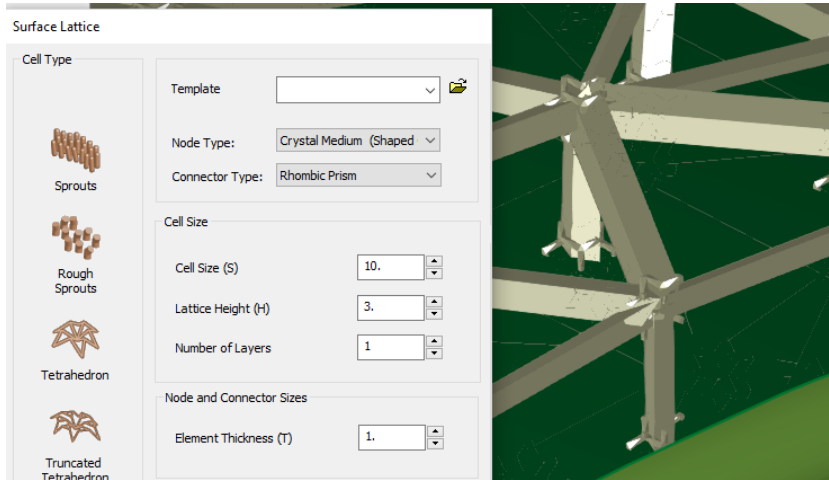 Surface Lattice
Cell Type
Sprouts
Rough
Sprouts
Tetrahedron
Truncated
Tetrahedron
Template
Node Type: Crystal Medium (Shaped
Connector Type: Rhombic Prism
Cell Size
Cell Size (S) 10.
Lattice Height (H) 3.
Number of Layers 1
Node and Connector Sizes
Element Thickness (T) 1.